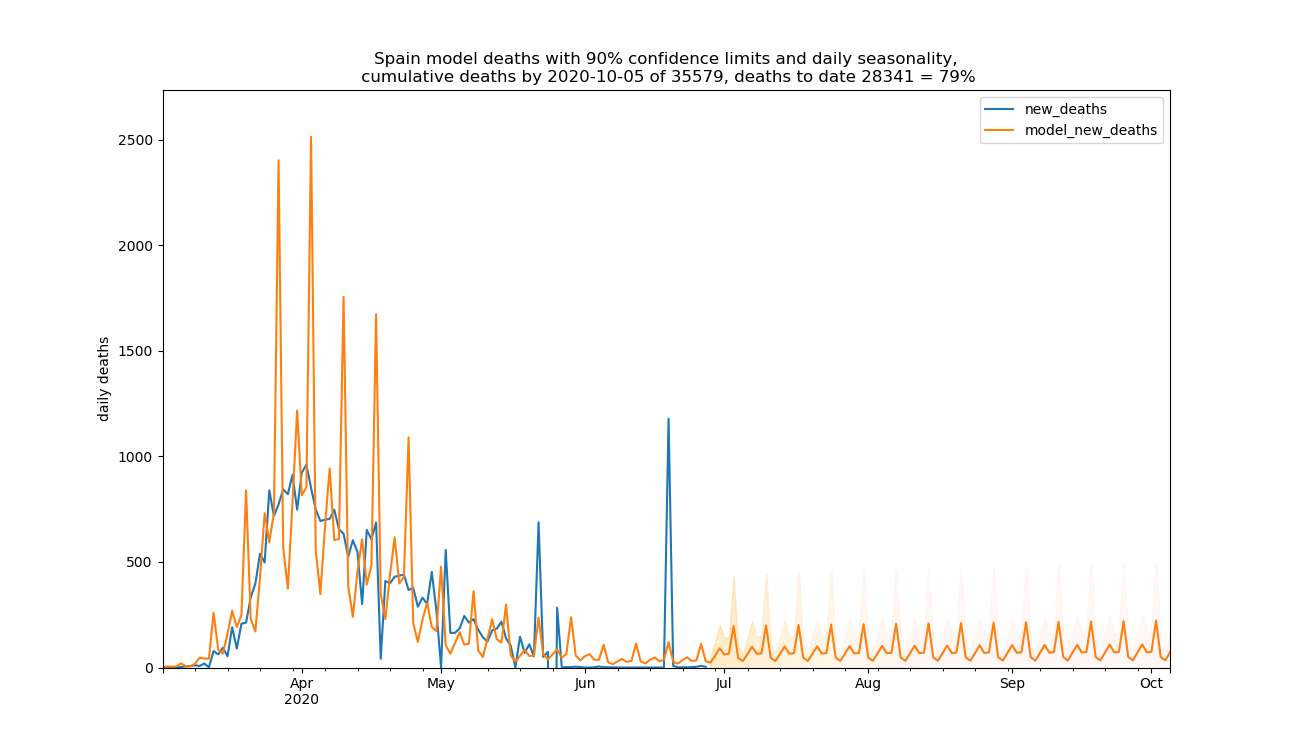 Spain model deaths with 90% confidence limits and daily seasonality,
cumulative deaths by 2020-10-05 of 35579, deaths to date 28341 = 79%
new_deaths
model_new_deaths
daily deaths
2500
2000
1500
1000
500
0
Apr
2020
May
Jun
Jul
Aug
Sep
Oct